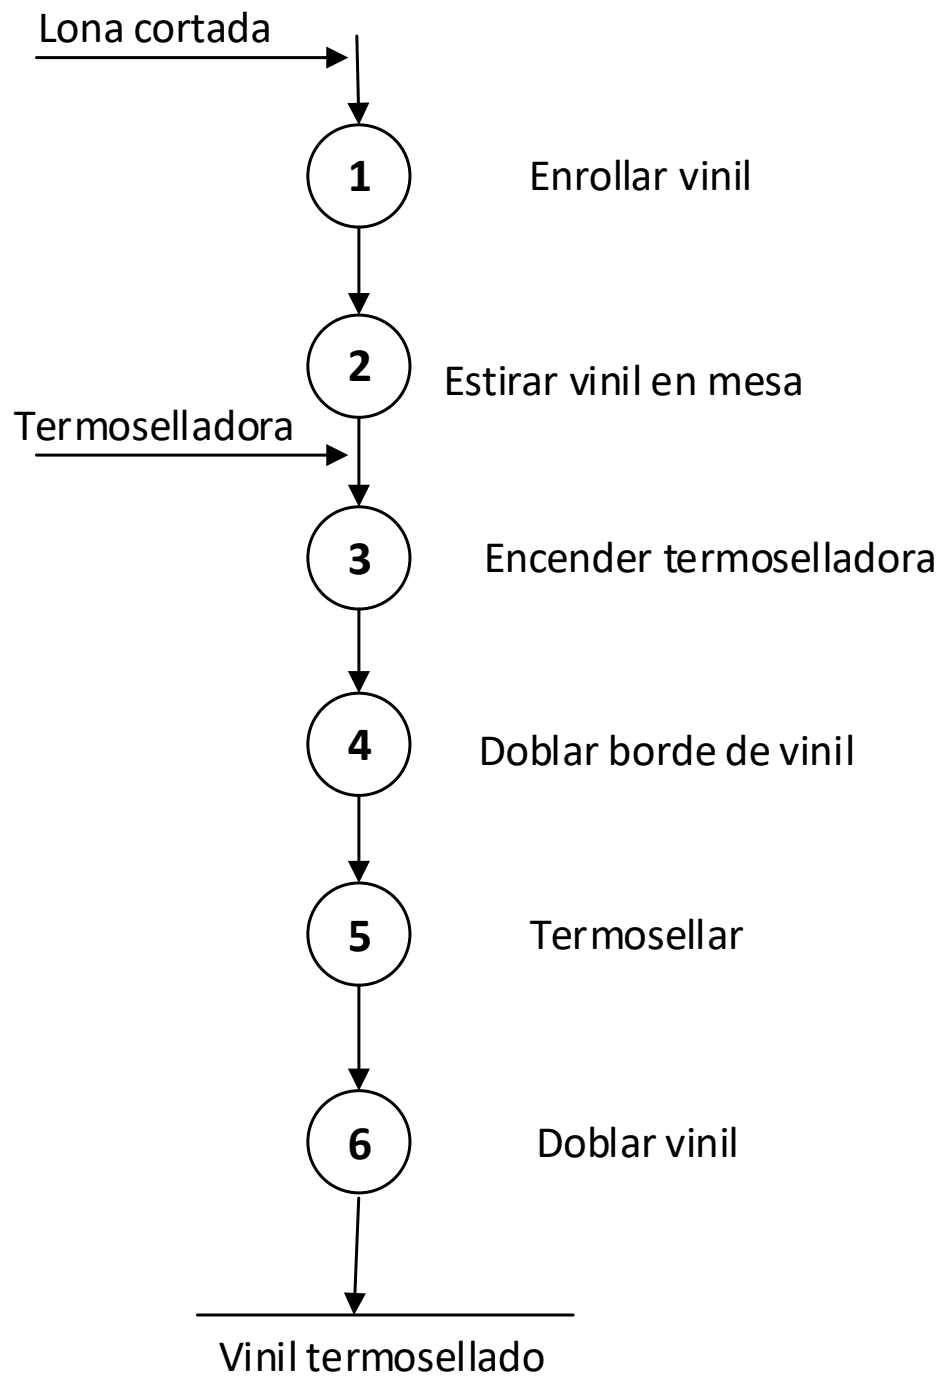 Lona cortada
1
Enrollar vinil
2
Estirar vinil en mesa
Termoselladora
3
Encender termoselladora
4
Doblar borde de vinil
5
Termosellar
6
Doblar vinil
Vinil termosellado